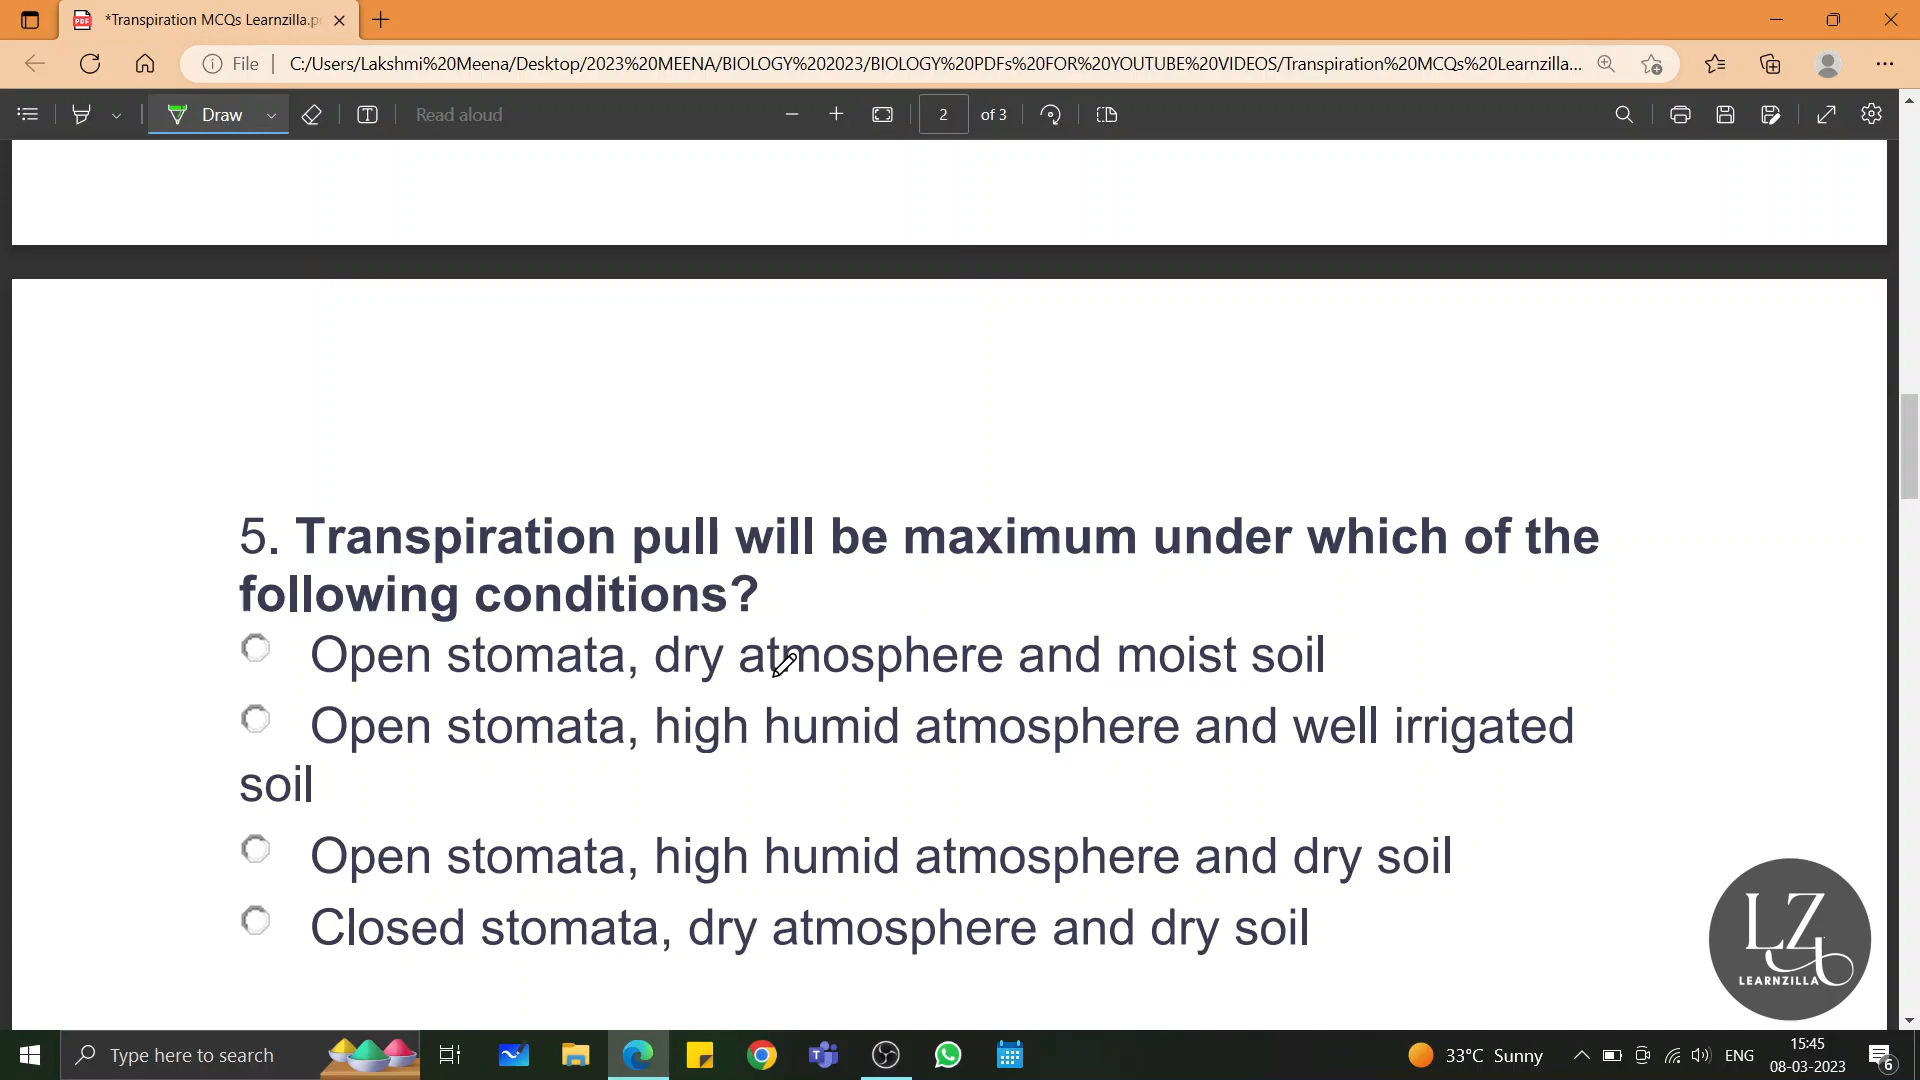 *Transpiration MCQs Learnzilla.p
File
C:/Users/Lakshmi%20Meena/Desktop/2023%20MEENA/BIOLOGY%202023/BIOLOGY%20PDFs%20FOR%20YOUTUBE%20VIDEOS/Transpiration%20MCQs%20Learnzilla...
Draw
Read aloud
2
of 3
5. Transpiration pull will be maximum under which of the
following conditions?
Open stomata, dry atmosphere and moist soil
Open stomata, high humid atmosphere and well irrigated
soil
Open stomata, high humid atmosphere and dry soil
Closed stomata, dry atmosphere and dry soil
LZ
LEARNZILLA
Type here to search
33°C Sunny
ENG
15:45
08-03-2023
6